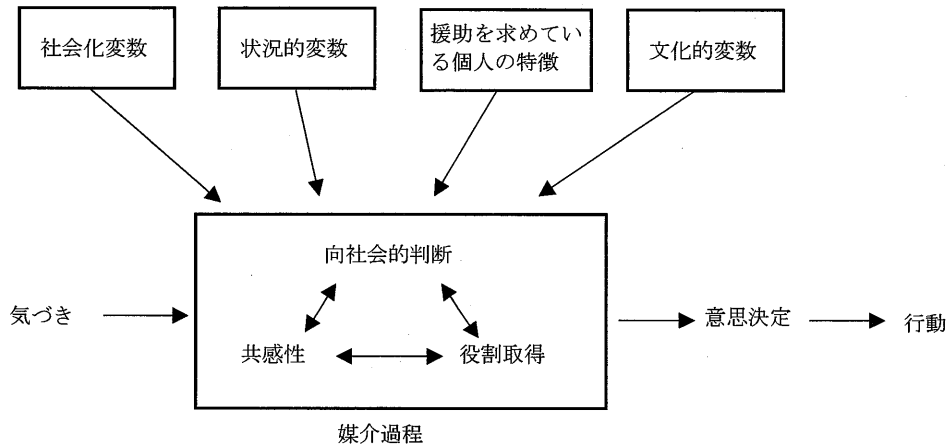 社会化変数
状況的変数
援助を求めてい
る個人の特徴
文化的変数
向社会的判断
気づき
共感性
役割取得
意思決定
行動
媒介過程